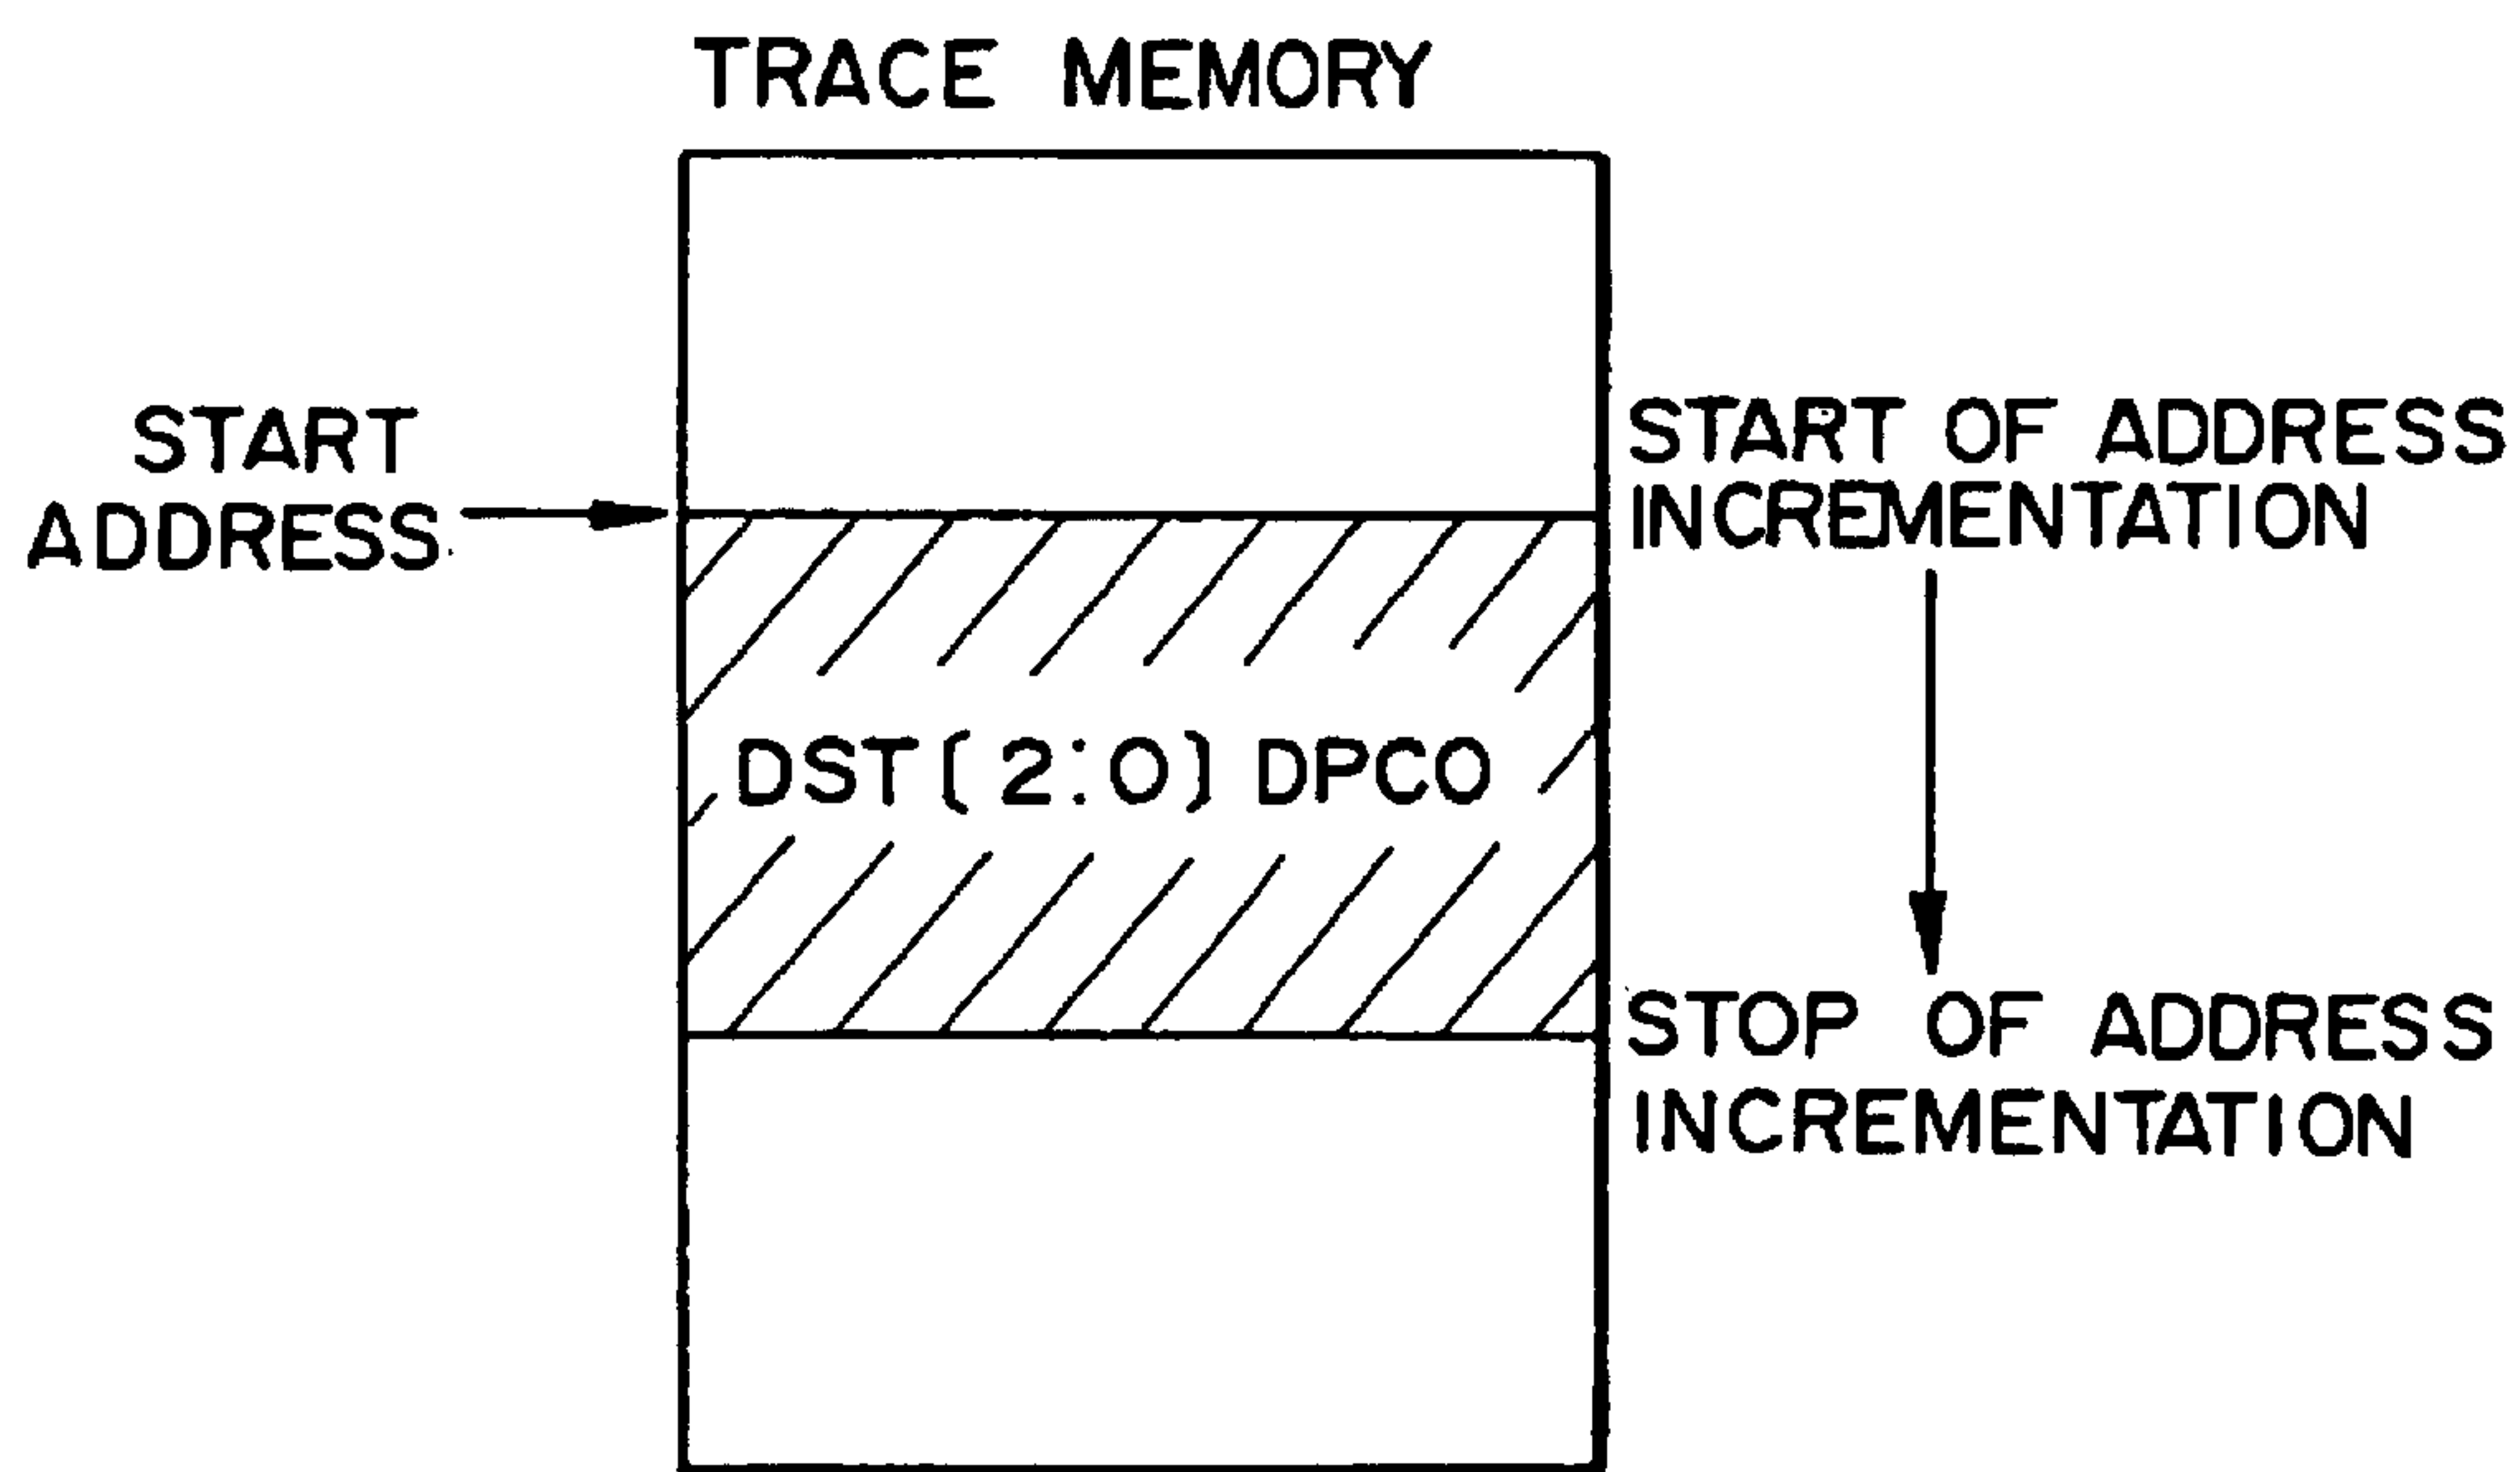 TRACE MEMORY
START
ADDRESS
START OF ADDRESS
INCREMENTATION
DST(2:0) DPCO
STOP OF ADDRESS
INCREMENTATION